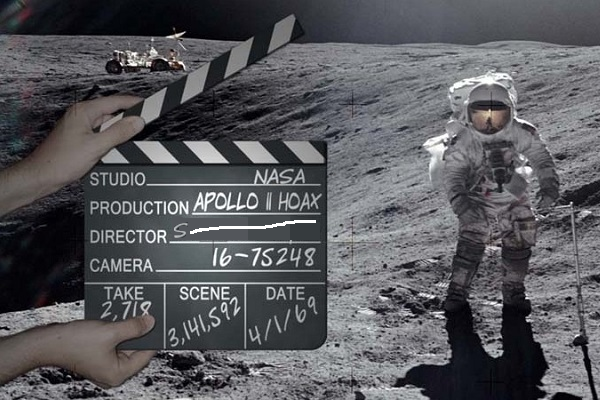 STUDIO NASA
PRODUCTION APOLLO 11 HOAX
DIRECTOR S
CAMERA 16-75248
TAKE SCENE DATE
2,718 3,141,592 4/1/69